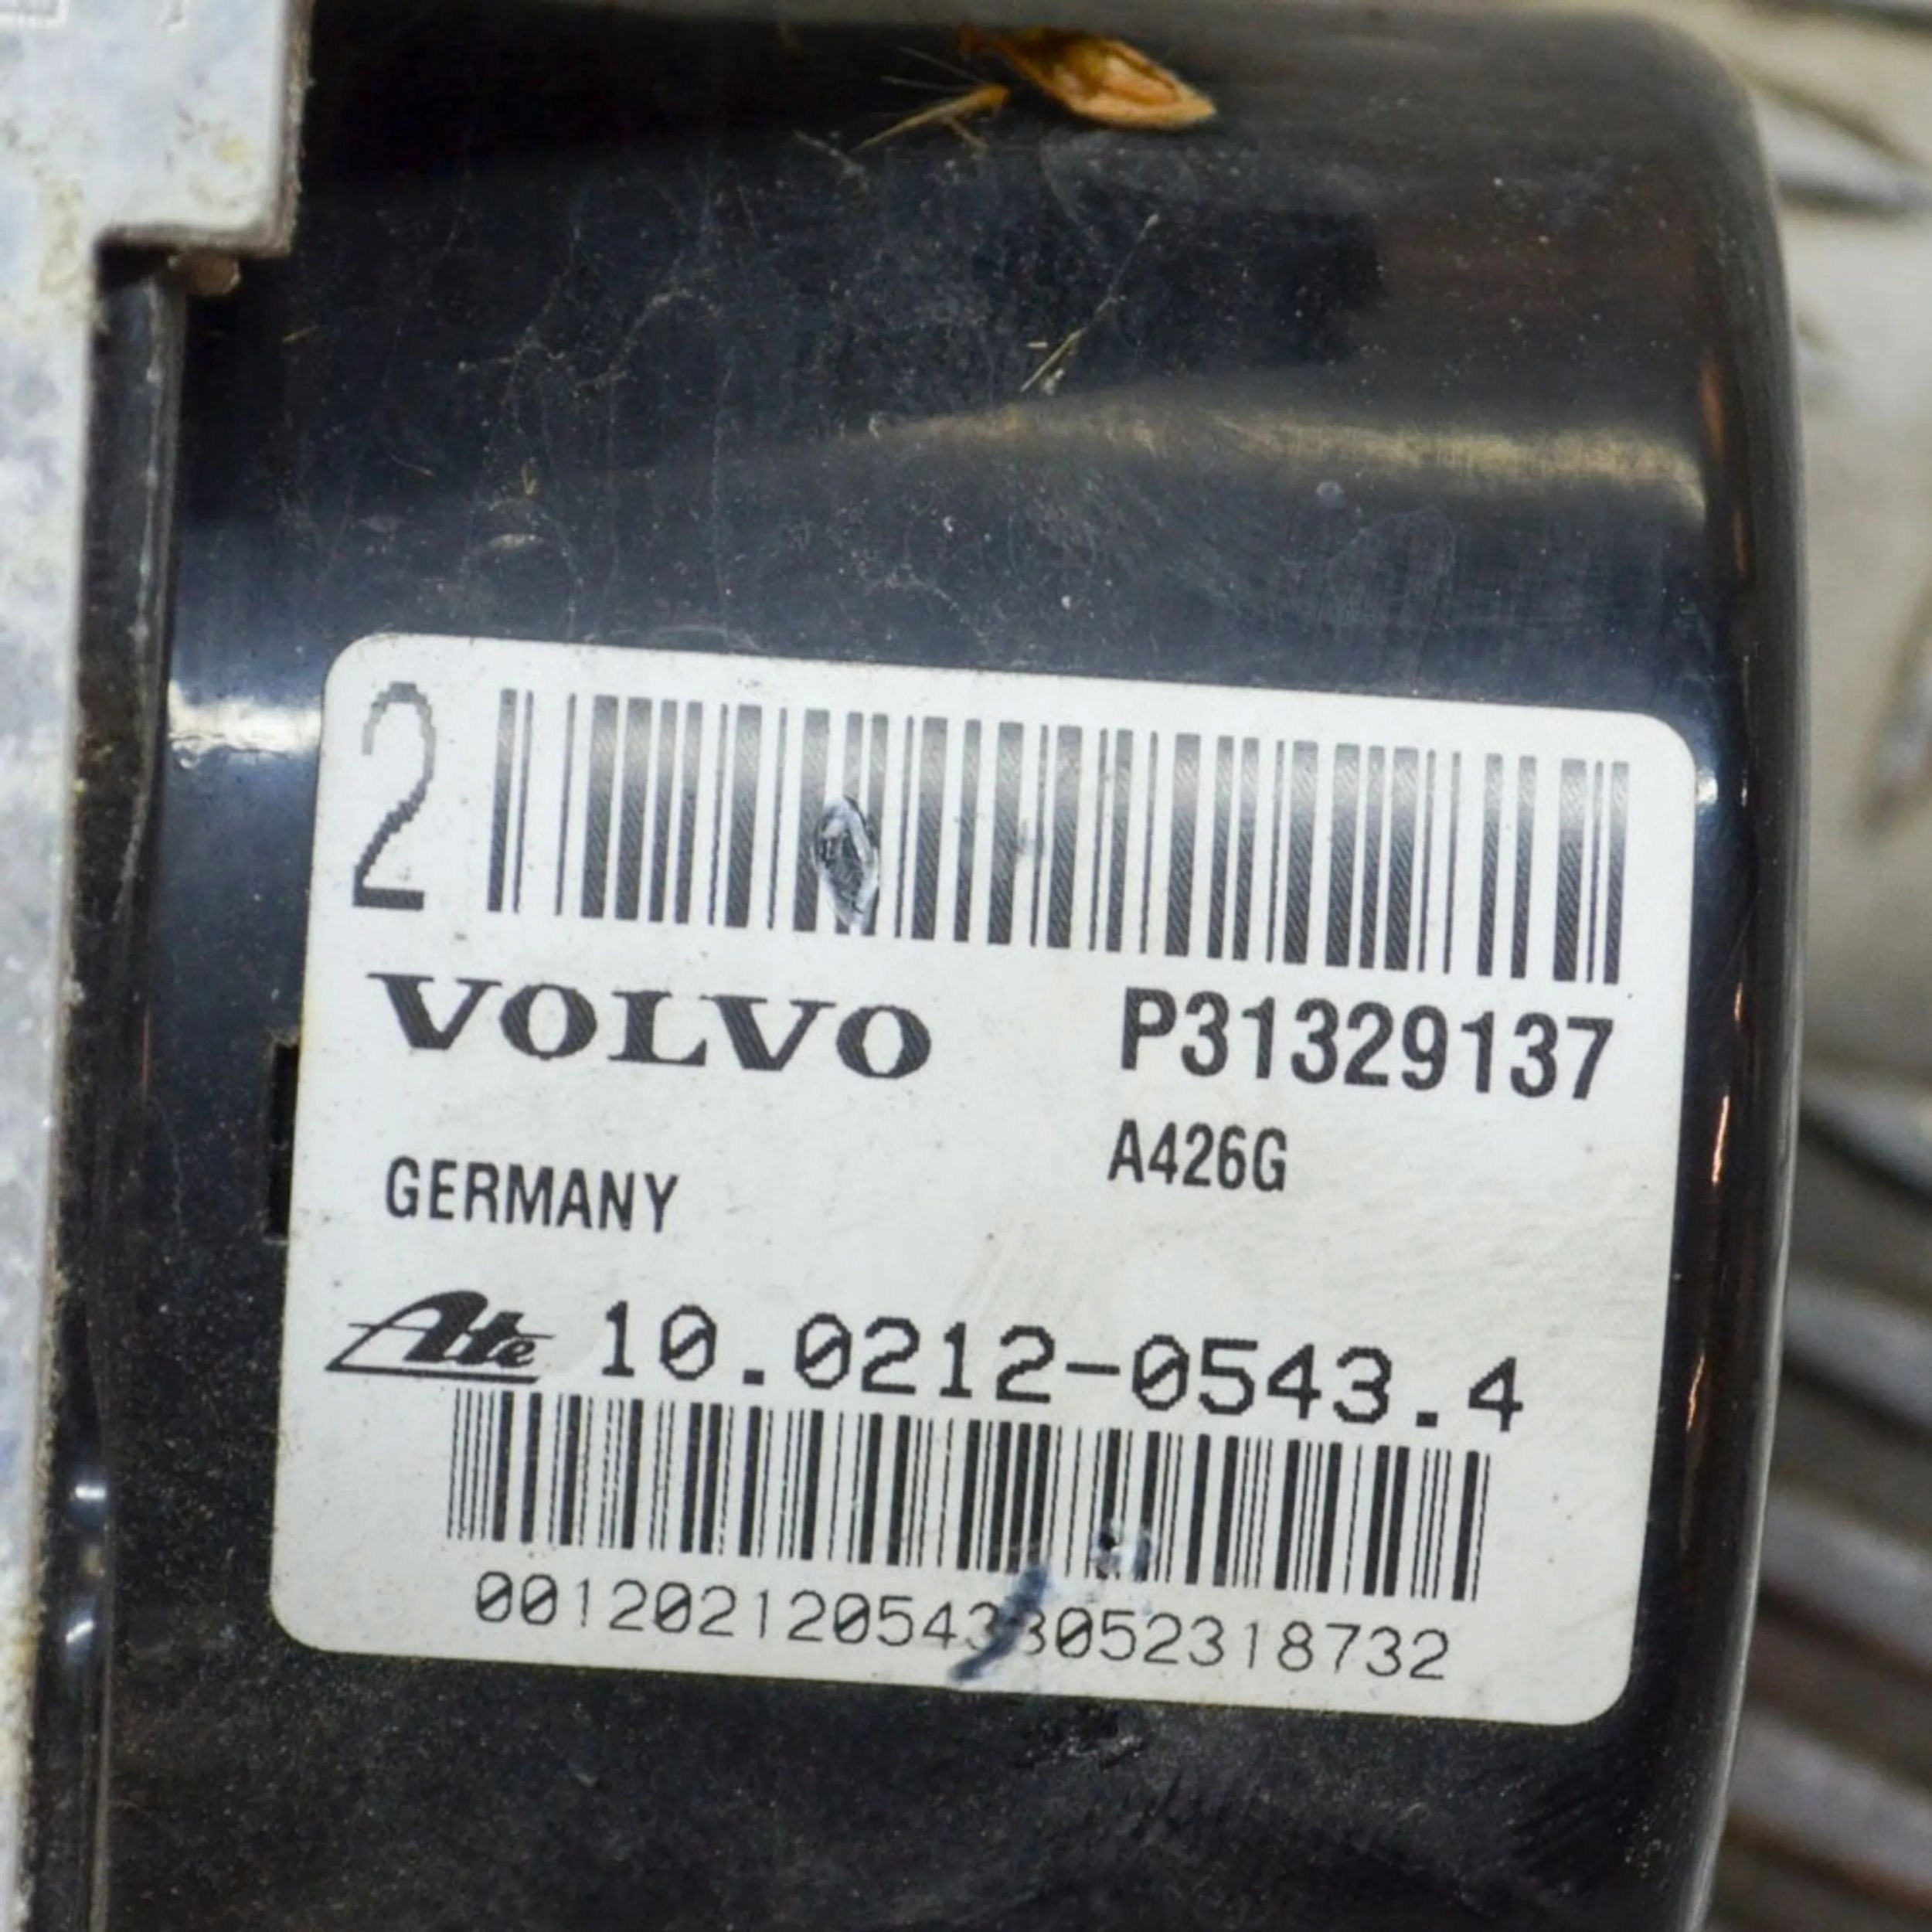 2
VOLVO P31329137
A426G
GERMANY
Ate 10.0212-0543.4